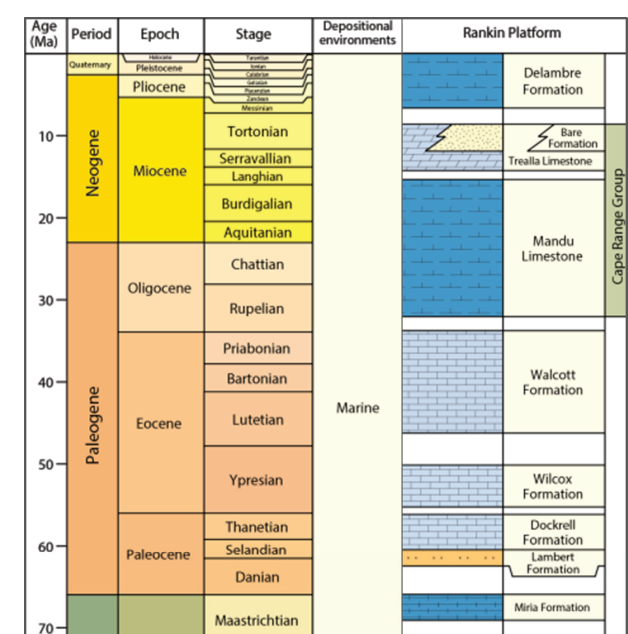 Age
(Ma)
Period
Epoch
Stage
Depositional
environments
Rankin Platform
Quaternary
Neogene
Paleogene
Holocene
Pleistocene
Pliocene
Miocene
Oligocene
Eocene
Paleocene
Tarantian
Ionian
Calabrian
Gelasian
Piacenzian
Zanclean
Messinian
Tortonian
Serravallian
Langhian
Burdigalian
Aquitanian
Chattian
Rupelian
Priabonian
Bartonian
Lutetian
Ypresian
Thanetian
Selandian
Danian
Maastrichtian
Marine
Delambre
Formation
Bare
Formation
Trealla Limestone
Mandu
Limestone
Walcott
Formation
Wilcox
Formation
Dockrell
Formation
Lambert
Formation
Miria Formation
Cape Range Group
10
20
30
40
50
60
70